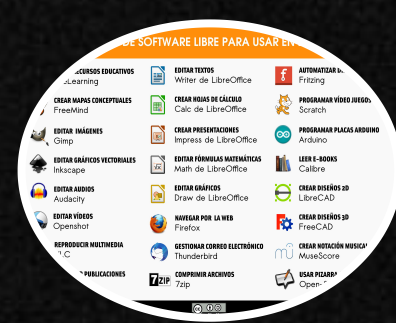 DE SOFTWARE LIBRE PARA USAR EN
RECURSOS EDUCATIVOS
eLearning
CREAR MAPAS CONCEPTUALES
FreeMind
EDITAR IMÁGENES
Gimp
EDITAR GRÁFICOS VECTORIALES
Inkscape
EDITAR AUDIOS
Audacity
EDITAR VÍDEOS
Openshot
REPRODUCIR MULTIMEDIA
PUBLICACIONES
EDITAR TEXTOS
Writer de LibreOffice
CREAR HOJAS DE CÁLCULO
Calc de LibreOffice
CREAR PRESENTACIONES
Impress de LibreOffice
EDITAR FÓRMULAS MATEMÁTICAS
Math de LibreOffice
EDITAR GRÁFICOS
Draw de LibreOffice
NAVEGAR POR LA WEB
Firefox
GESTIONAR CORREO ELECTRÓNICO
Thunderbird
7ZIP
COMPRIMIR ARCHIVOS
7zip
AUTOMATIZAR
Fritzing
PROGRAMAR VÍDEO JUEGOS
Scratch
PROGRAMAR PLACAS ARDUINO
Arduino
LEER E-BOOKS
Calibre
CREAR DISEÑOS 2D
LibreCAD
CREAR DISEÑOS 3D
FreeCAD
CREAR NOTACIÓN MUSICAL
MuseScore
USAR PIZARR
Open-